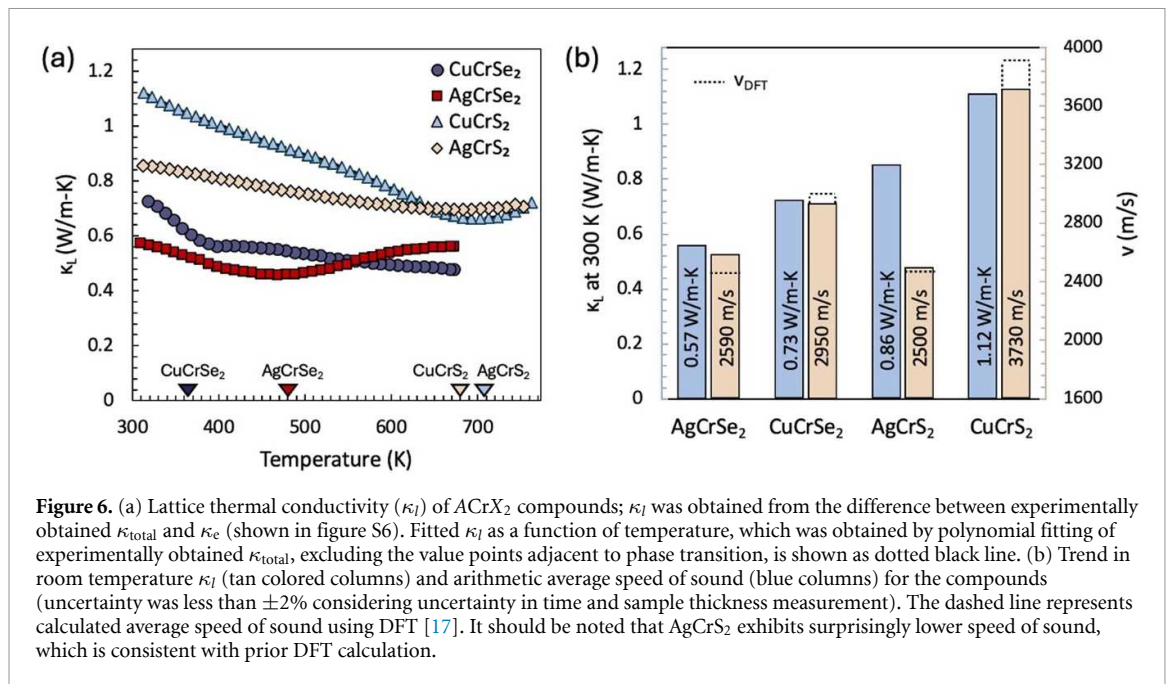 (a)
CuCrSe₂
AgCrSe₂
CuCrS₂
AgCrS₂
κL (W/m-K)
1.2
1
0.8
0.6
0.4
0.2
0
CuCrSe₂ AgCrSe₂ CuCrS₂ AgCrS₂
300 400 500 600 700
Temperature (K)
(b)
vDFT
κL at 300 K (W/m-K)
1.2
1
0.8
0.6
0.4
0.2
0
0.57 W/m-K
2590 m/s
0.73 W/m-K
2950 m/s
0.86 W/m-K
2500 m/s
1.12 W/m-K
3730 m/s
4000
3600
3200
2800
2400
2000
1600
v (m/s)
AgCrSe₂ CuCrSe₂ AgCrS₂ CuCrS₂
Figure 6. (a) Lattice thermal conductivity (κl) of ACrX₂ compounds; κl was obtained from the difference between experimentally
obtained κtotal and κe (shown in figure S6). Fitted κl as a function of temperature, which was obtained by polynomial fitting of
experimentally obtained κtotal, excluding the value points adjacent to phase transition, is shown as dotted black line. (b) Trend in
room temperature κl (tan colored columns) and arithmetic average speed of sound (blue columns) for the compounds
(uncertainty was less than ±2% considering uncertainty in time and sample thickness measurement). The dashed line represents
calculated average speed of sound using DFT [17]. It should be noted that AgCrS₂ exhibits surprisingly lower speed of sound,
which is consistent with prior DFT calculation.